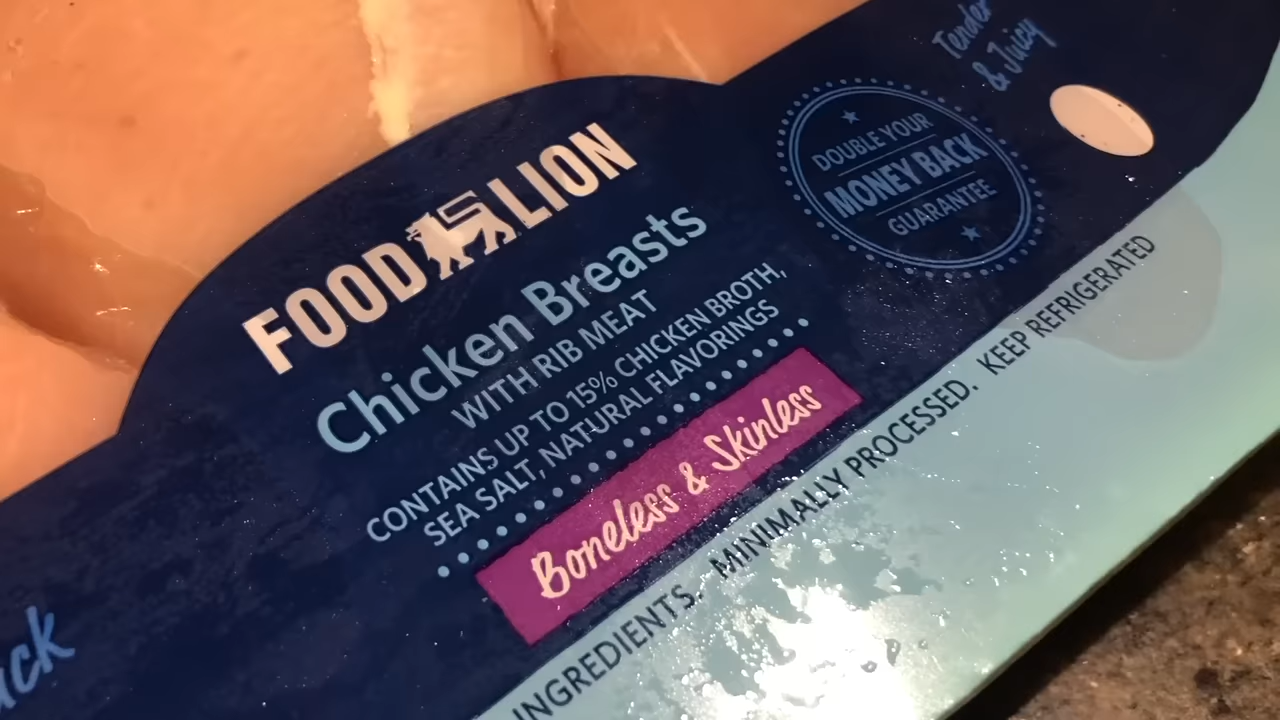 Tender
& Juicy
DOUBLE YOUR
MONEY BACK
GUARANTEE
FOOD LION
Chicken Breasts
WITH RIB MEAT
CONTAINS UP TO 15% CHICKEN BROTH,
SEA SALT, NATURAL FLAVORINGS
Boneless & Skinless
INGREDIENTS. MINIMALLY PROCESSED. KEEP REFRIGERATED